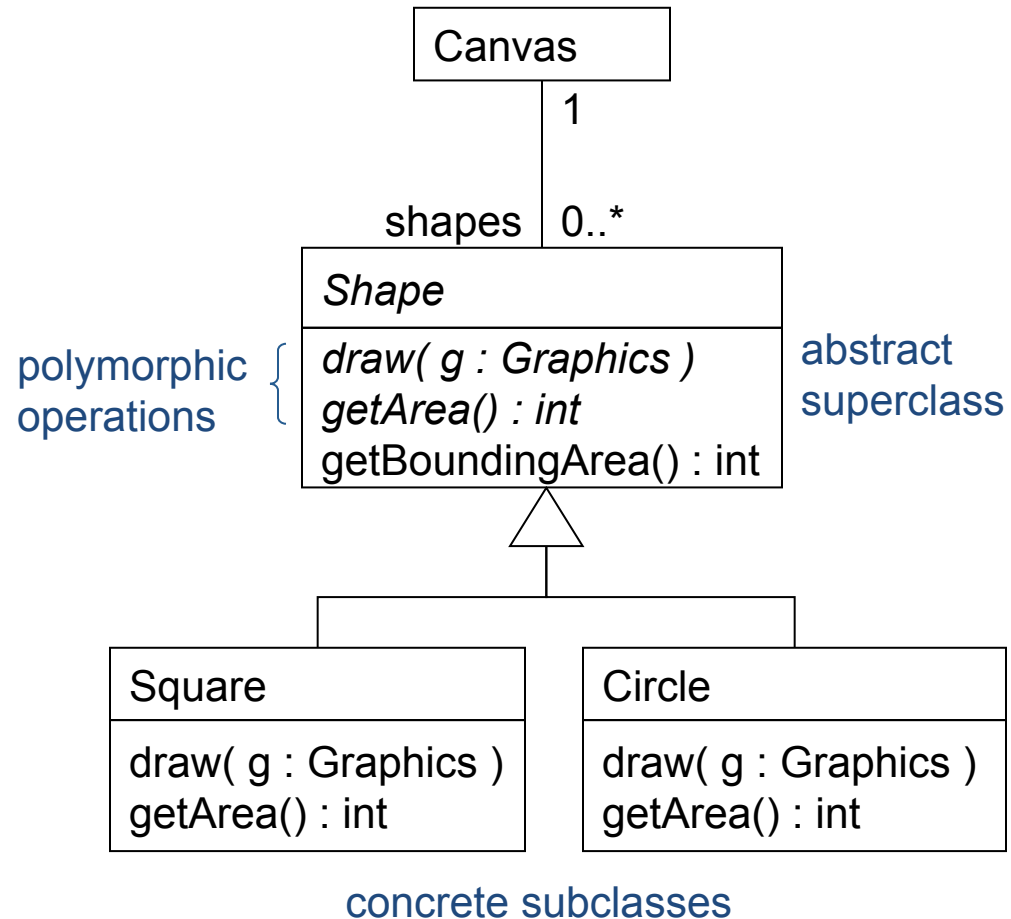 Canvas
1
shapes 0..*
Shape
polymorphic
operations
draw( g : Graphics )
getArea() : int
getBoundingArea() : int
abstract
superclass
Square
draw( g : Graphics )
getArea() : int
Circle
draw( g : Graphics )
getArea() : int
concrete subclasses